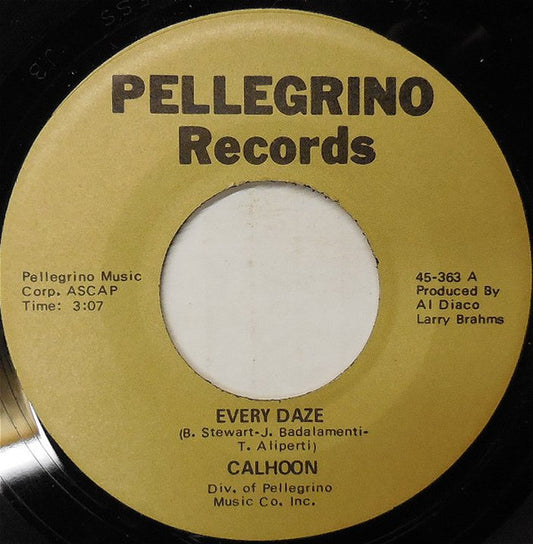 PELLEGRINO
Records
Pellegrino Music
Corp. ASCAP
Time: 3:07
45-363 A
Produced By
Al Diaco
Larry Brahms
EVERY DAZE
(B. Stewart-J. Badalamenti-
T. Aliperti)
CALHOON
Div. of Pellegrino
Music Co. Inc.